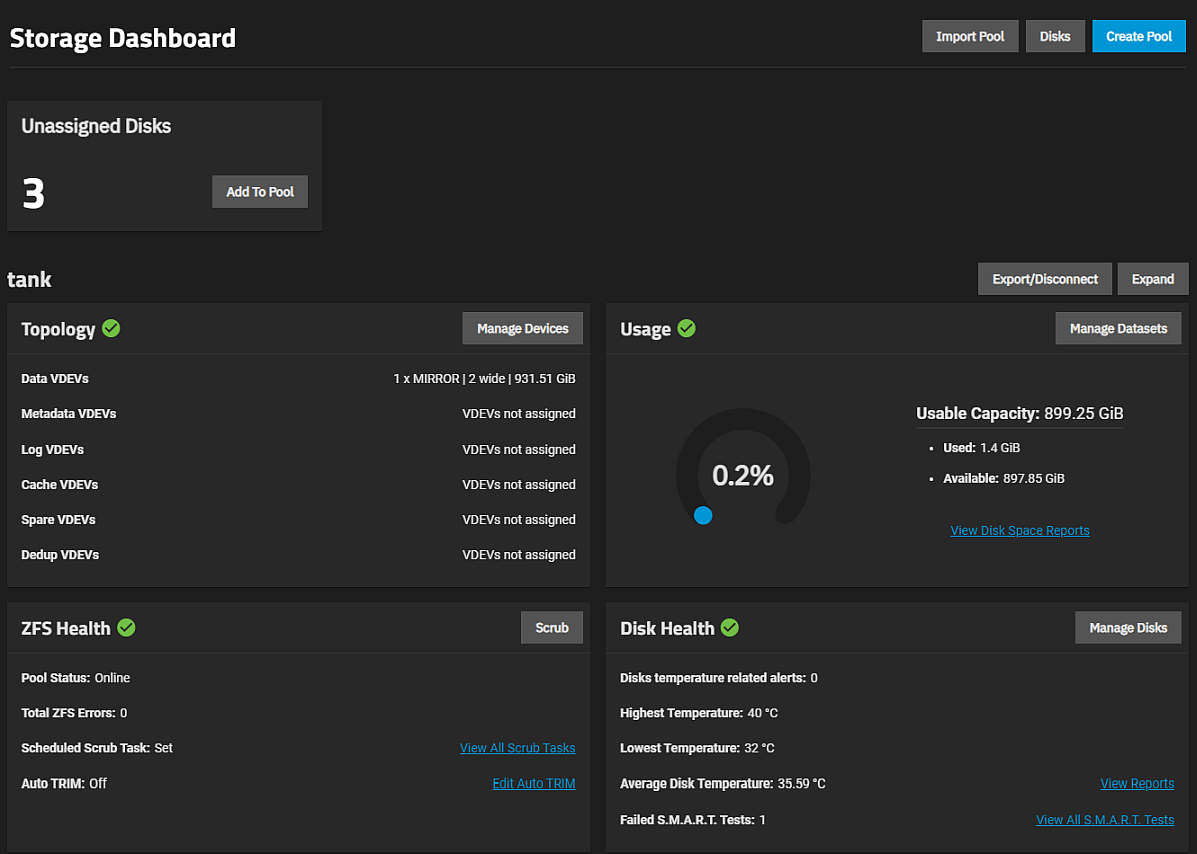 Storage Dashboard
Import Pool
Disks
Create Pool
Unassigned Disks
3
Add To Pool
tank
Export/Disconnect
Expand
Topology
Manage Devices
Data VDEVs 1 x MIRROR | 2 wide | 931.51 GiB
Metadata VDEVs VDEVs not assigned
Log VDEVs VDEVs not assigned
Cache VDEVs VDEVs not assigned
Spare VDEVs VDEVs not assigned
Dedup VDEVs VDEVs not assigned
Usage
Manage Datasets
0.2%
Usable Capacity: 899.25 GiB
• Used: 1.4 GiB
• Available: 897.85 GiB
View Disk Space Reports
ZFS Health
Scrub
Pool Status: Online
Total ZFS Errors: 0
Scheduled Scrub Task: Set View All Scrub Tasks
Auto TRIM: Off Edit Auto TRIM
Disk Health
Manage Disks
Disks temperature related alerts: 0
Highest Temperature: 40 °C
Lowest Temperature: 32 °C
Average Disk Temperature: 35.59 °C View Reports
Failed S.M.A.R.T. Tests: 1 View All S.M.A.R.T. Tests